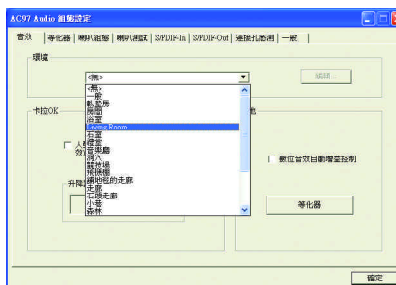 AC97 Audio 組態設定
音效 | 等化器 | 喇叭組態 | 喇叭測試 | S/PDIF-In | S/PDIF-Out | 連接孔感測 | 一般
環境
<無>
編輯
<無>
一般
軟墊房
房間
浴室
Living Room
石室
禮堂
音樂廳
洞穴
競技場
飛機棚
鋪地毯的走廊
走廊
石頭走廊
小巷
森林
卡拉OK
數位音效自動增益控制
等化器
確定